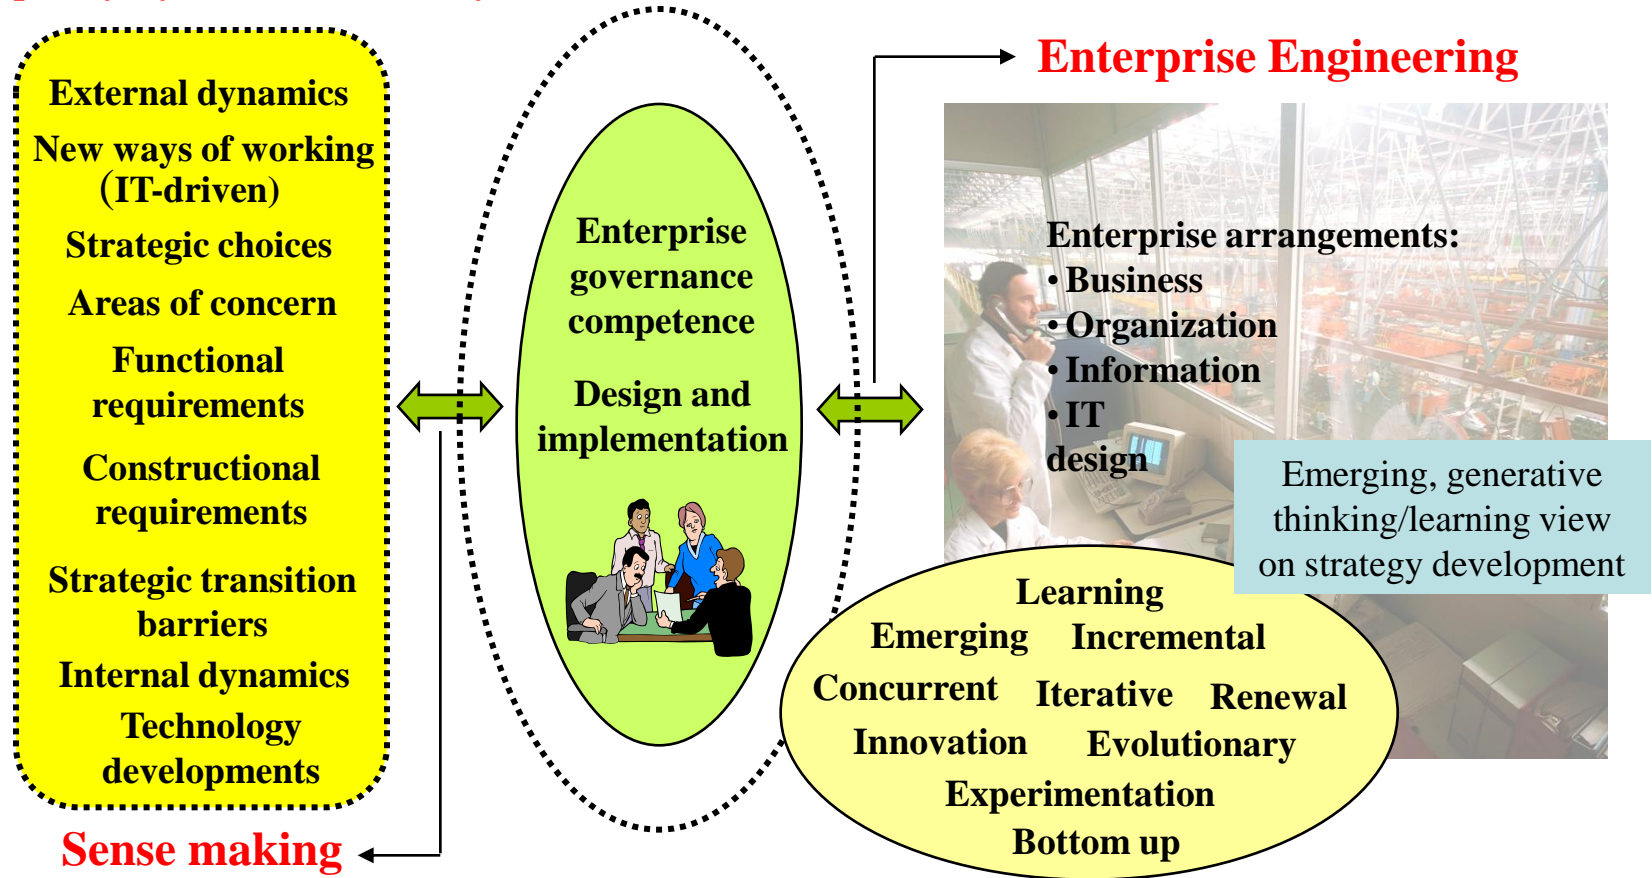 External dynamics
New ways of working
(IT-driven)
Strategic choices
Areas of concern
Functional
requirements
Constructional
requirements
Strategic transition
barriers
Internal dynamics
Technology
developments
Sense making
Enterprise
governance
competence
Design and
implementation
Enterprise Engineering
Enterprise arrangements:
• Business
• Organization
• Information
• IT
design
Emerging, generative
thinking/learning view
on strategy development
Learning
Emerging Incremental
Concurrent Iterative Renewal
Innovation Evolutionary
Experimentation
Bottom up